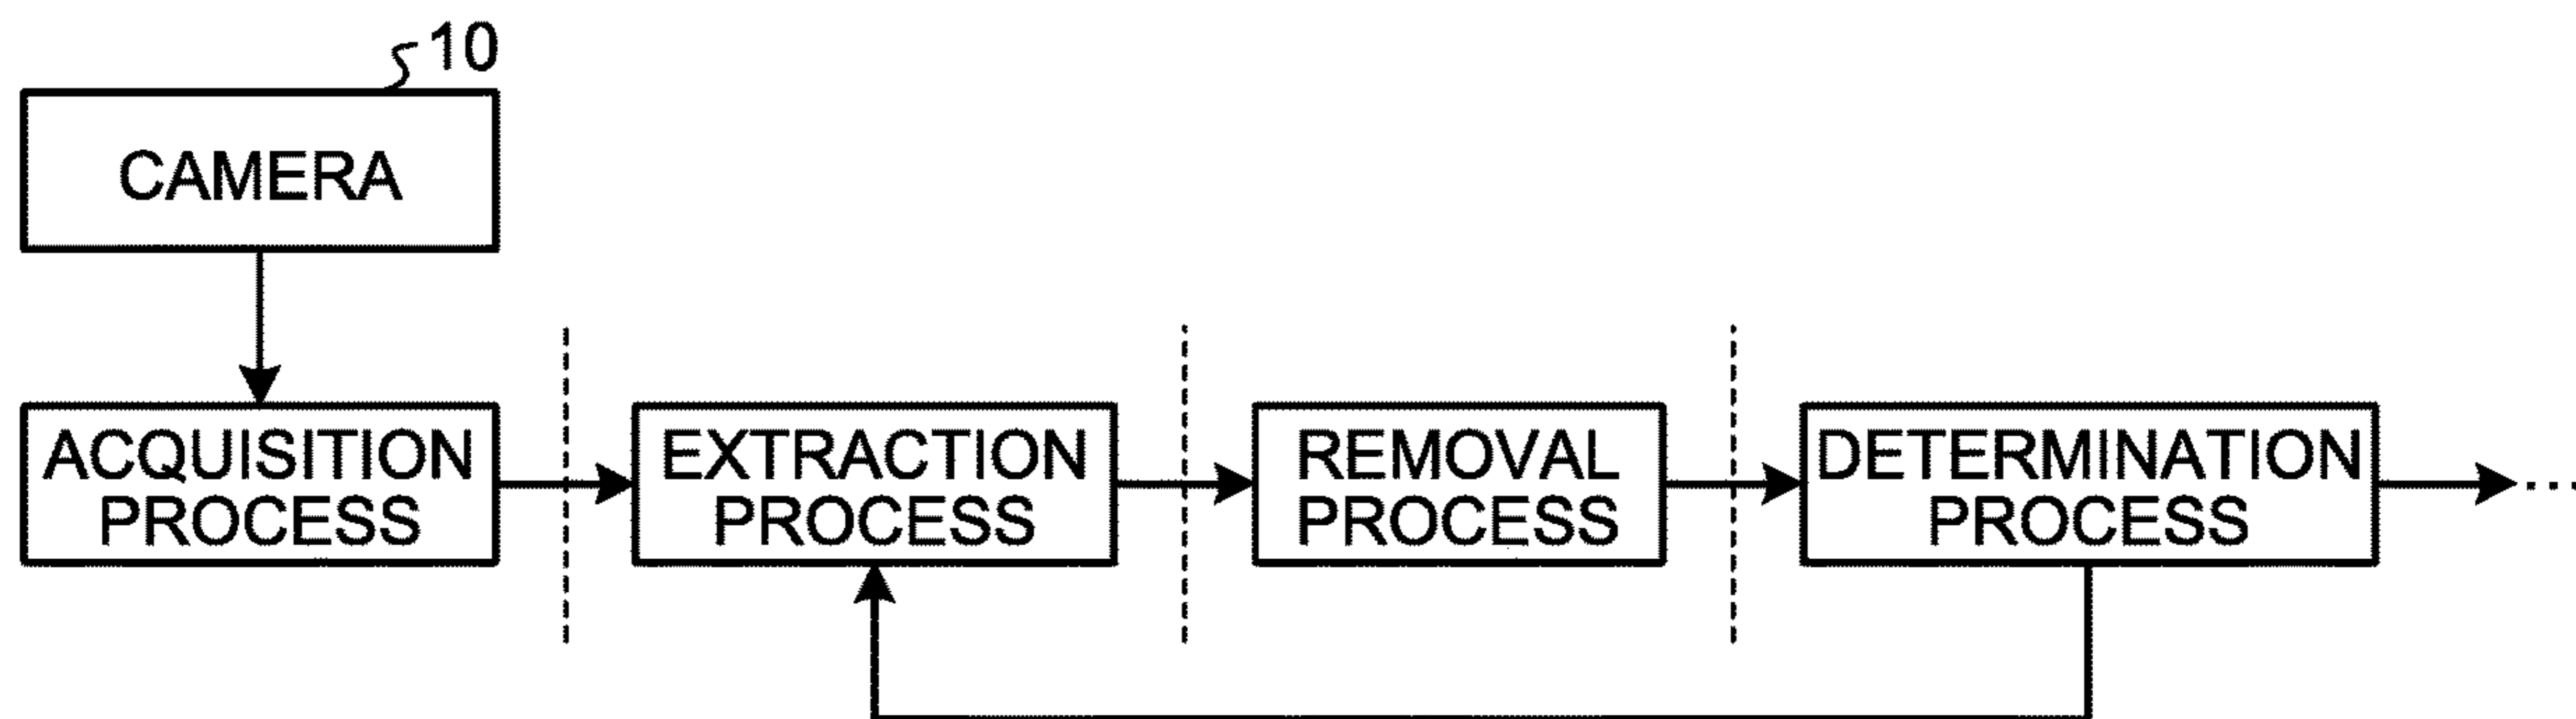 10
CAMERA
ACQUISITION
PROCESS
EXTRACTION
PROCESS
REMOVAL
PROCESS
DETERMINATION
PROCESS
....